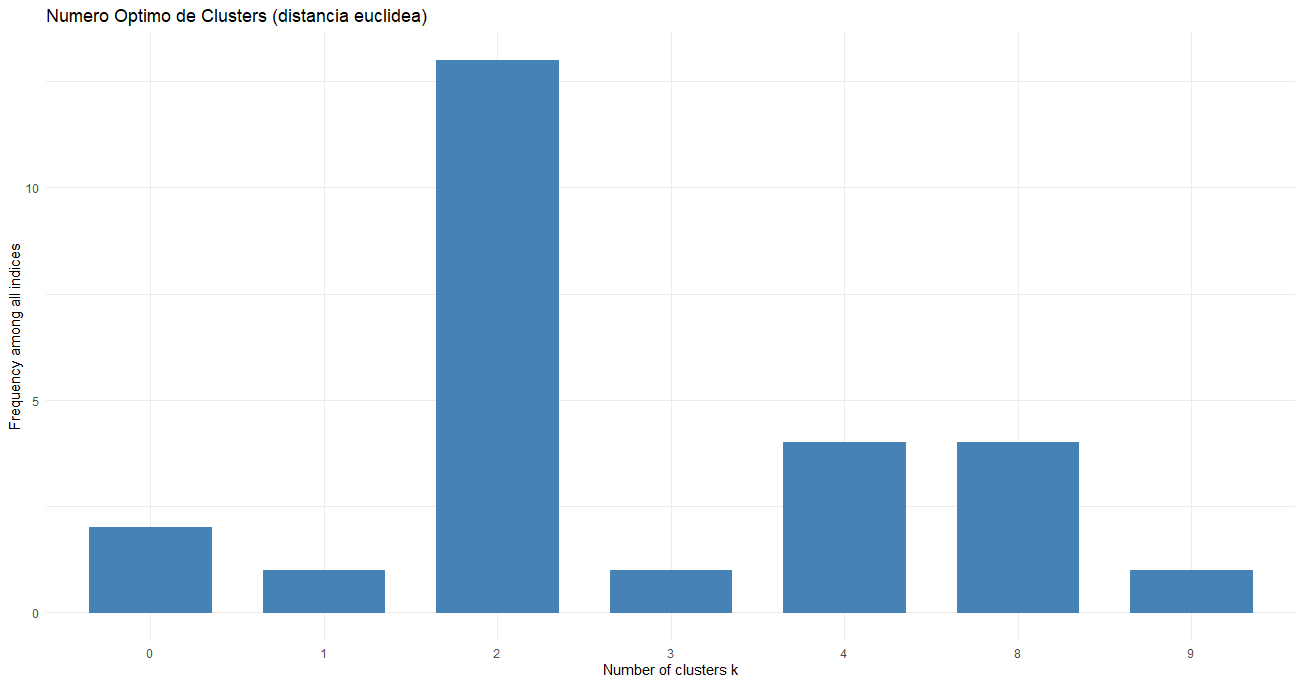 Numero Optimo de Clusters (distancia euclidea)
Frequency among all indices
10
5
0
0 1 2 3 4 8 9
Number of clusters k